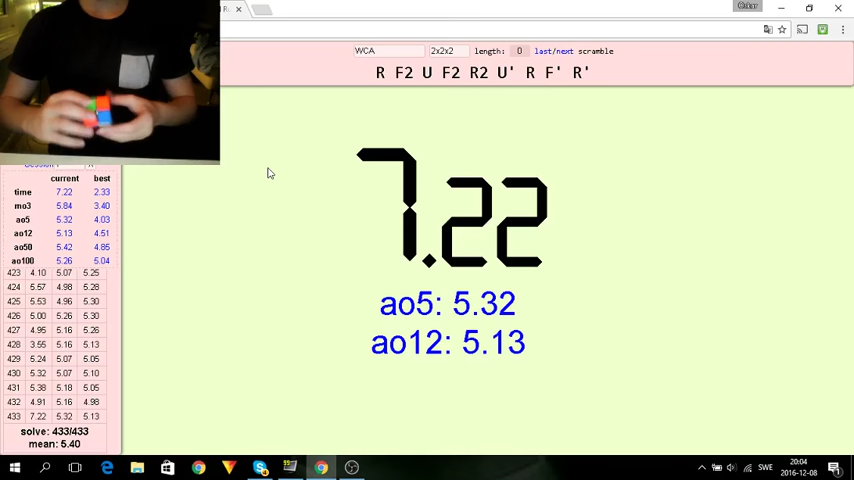 Oskar
WCA 2x2x2 length: 0 last/next scramble
R F2 U F2 R2 U' R F' R'
7.22
ao5: 5.32
ao12: 5.13
current best
time 7.22 2.33
mo3 5.84 3.40
ao5 5.32 4.03
ao12 5.13 4.51
ao50 5.42 4.85
ao100 5.26 5.04
423 4.10 5.07 5.25
424 5.57 4.98 5.28
425 5.53 4.96 5.30
426 5.00 5.26 5.30
427 4.95 5.16 5.26
428 3.55 5.16 5.13
429 5.24 5.07 5.05
430 5.32 5.07 5.10
431 5.38 5.18 5.05
432 4.91 5.16 4.98
433 7.22 5.32 5.13
solve: 433/433
mean: 5.40
SWE
20:04
2016-12-08